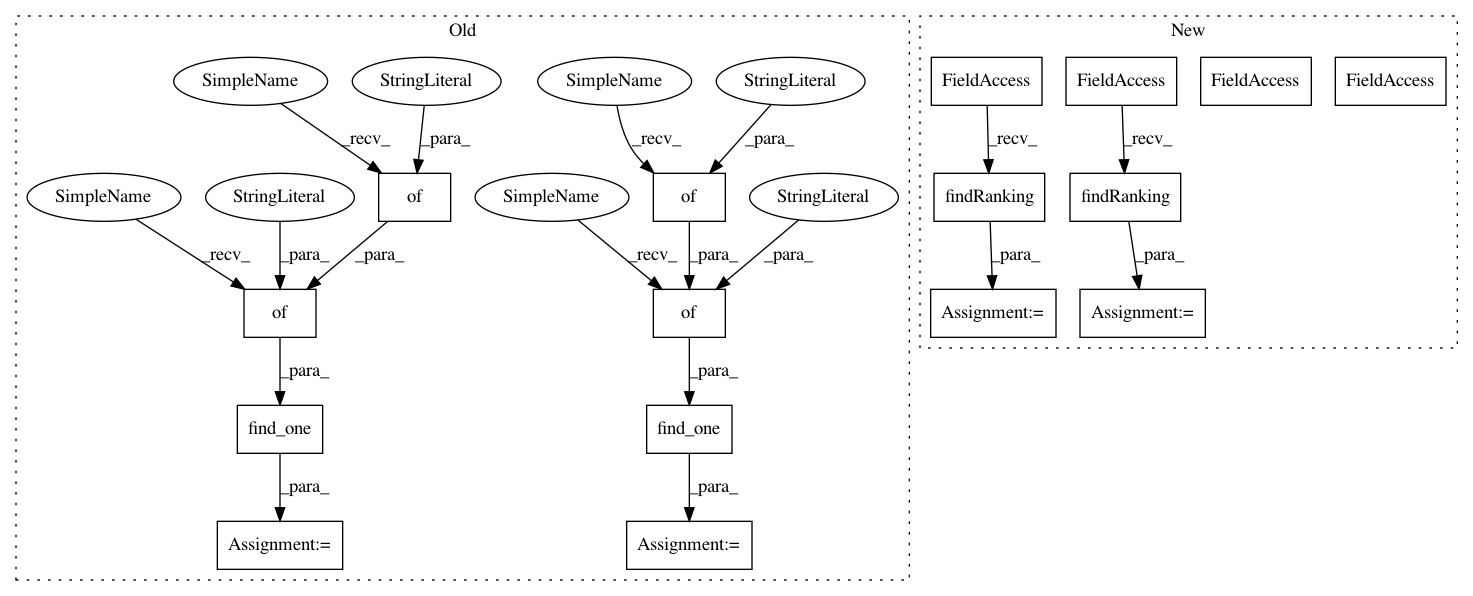 Old
New
SimpleName
StringLiteral
SimpleName
StringLiteral
FieldAccess
FieldAccess
FieldAccess
FieldAccess
_recv_
_para_
_recv_
_para_
_recv_
_recv_
SimpleName
StringLiteral
of
SimpleName
of
StringLiteral
findRanking
findRanking
_recv_
_para_
_para_
_recv_
_para_
_para_
_para_
_para_
of
of
Assignment:=
Assignment:=
_para_
_para_
find_one
find_one
_para_
_para_
Assignment:=
Assignment:=